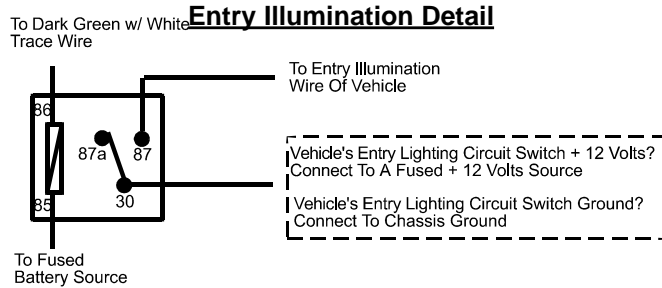 Entry Illumination Detail
To Dark Green w/ White
Trace Wire
To Entry Illumination
Wire Of Vehicle
86
87a
87
85
30
Vehicle's Entry Lighting Circuit Switch + 12 Volts?
Connect To A Fused + 12 Volts Source
Vehicle's Entry Lighting Circuit Switch Ground?
Connect To Chassis Ground
To Fused
Battery Source